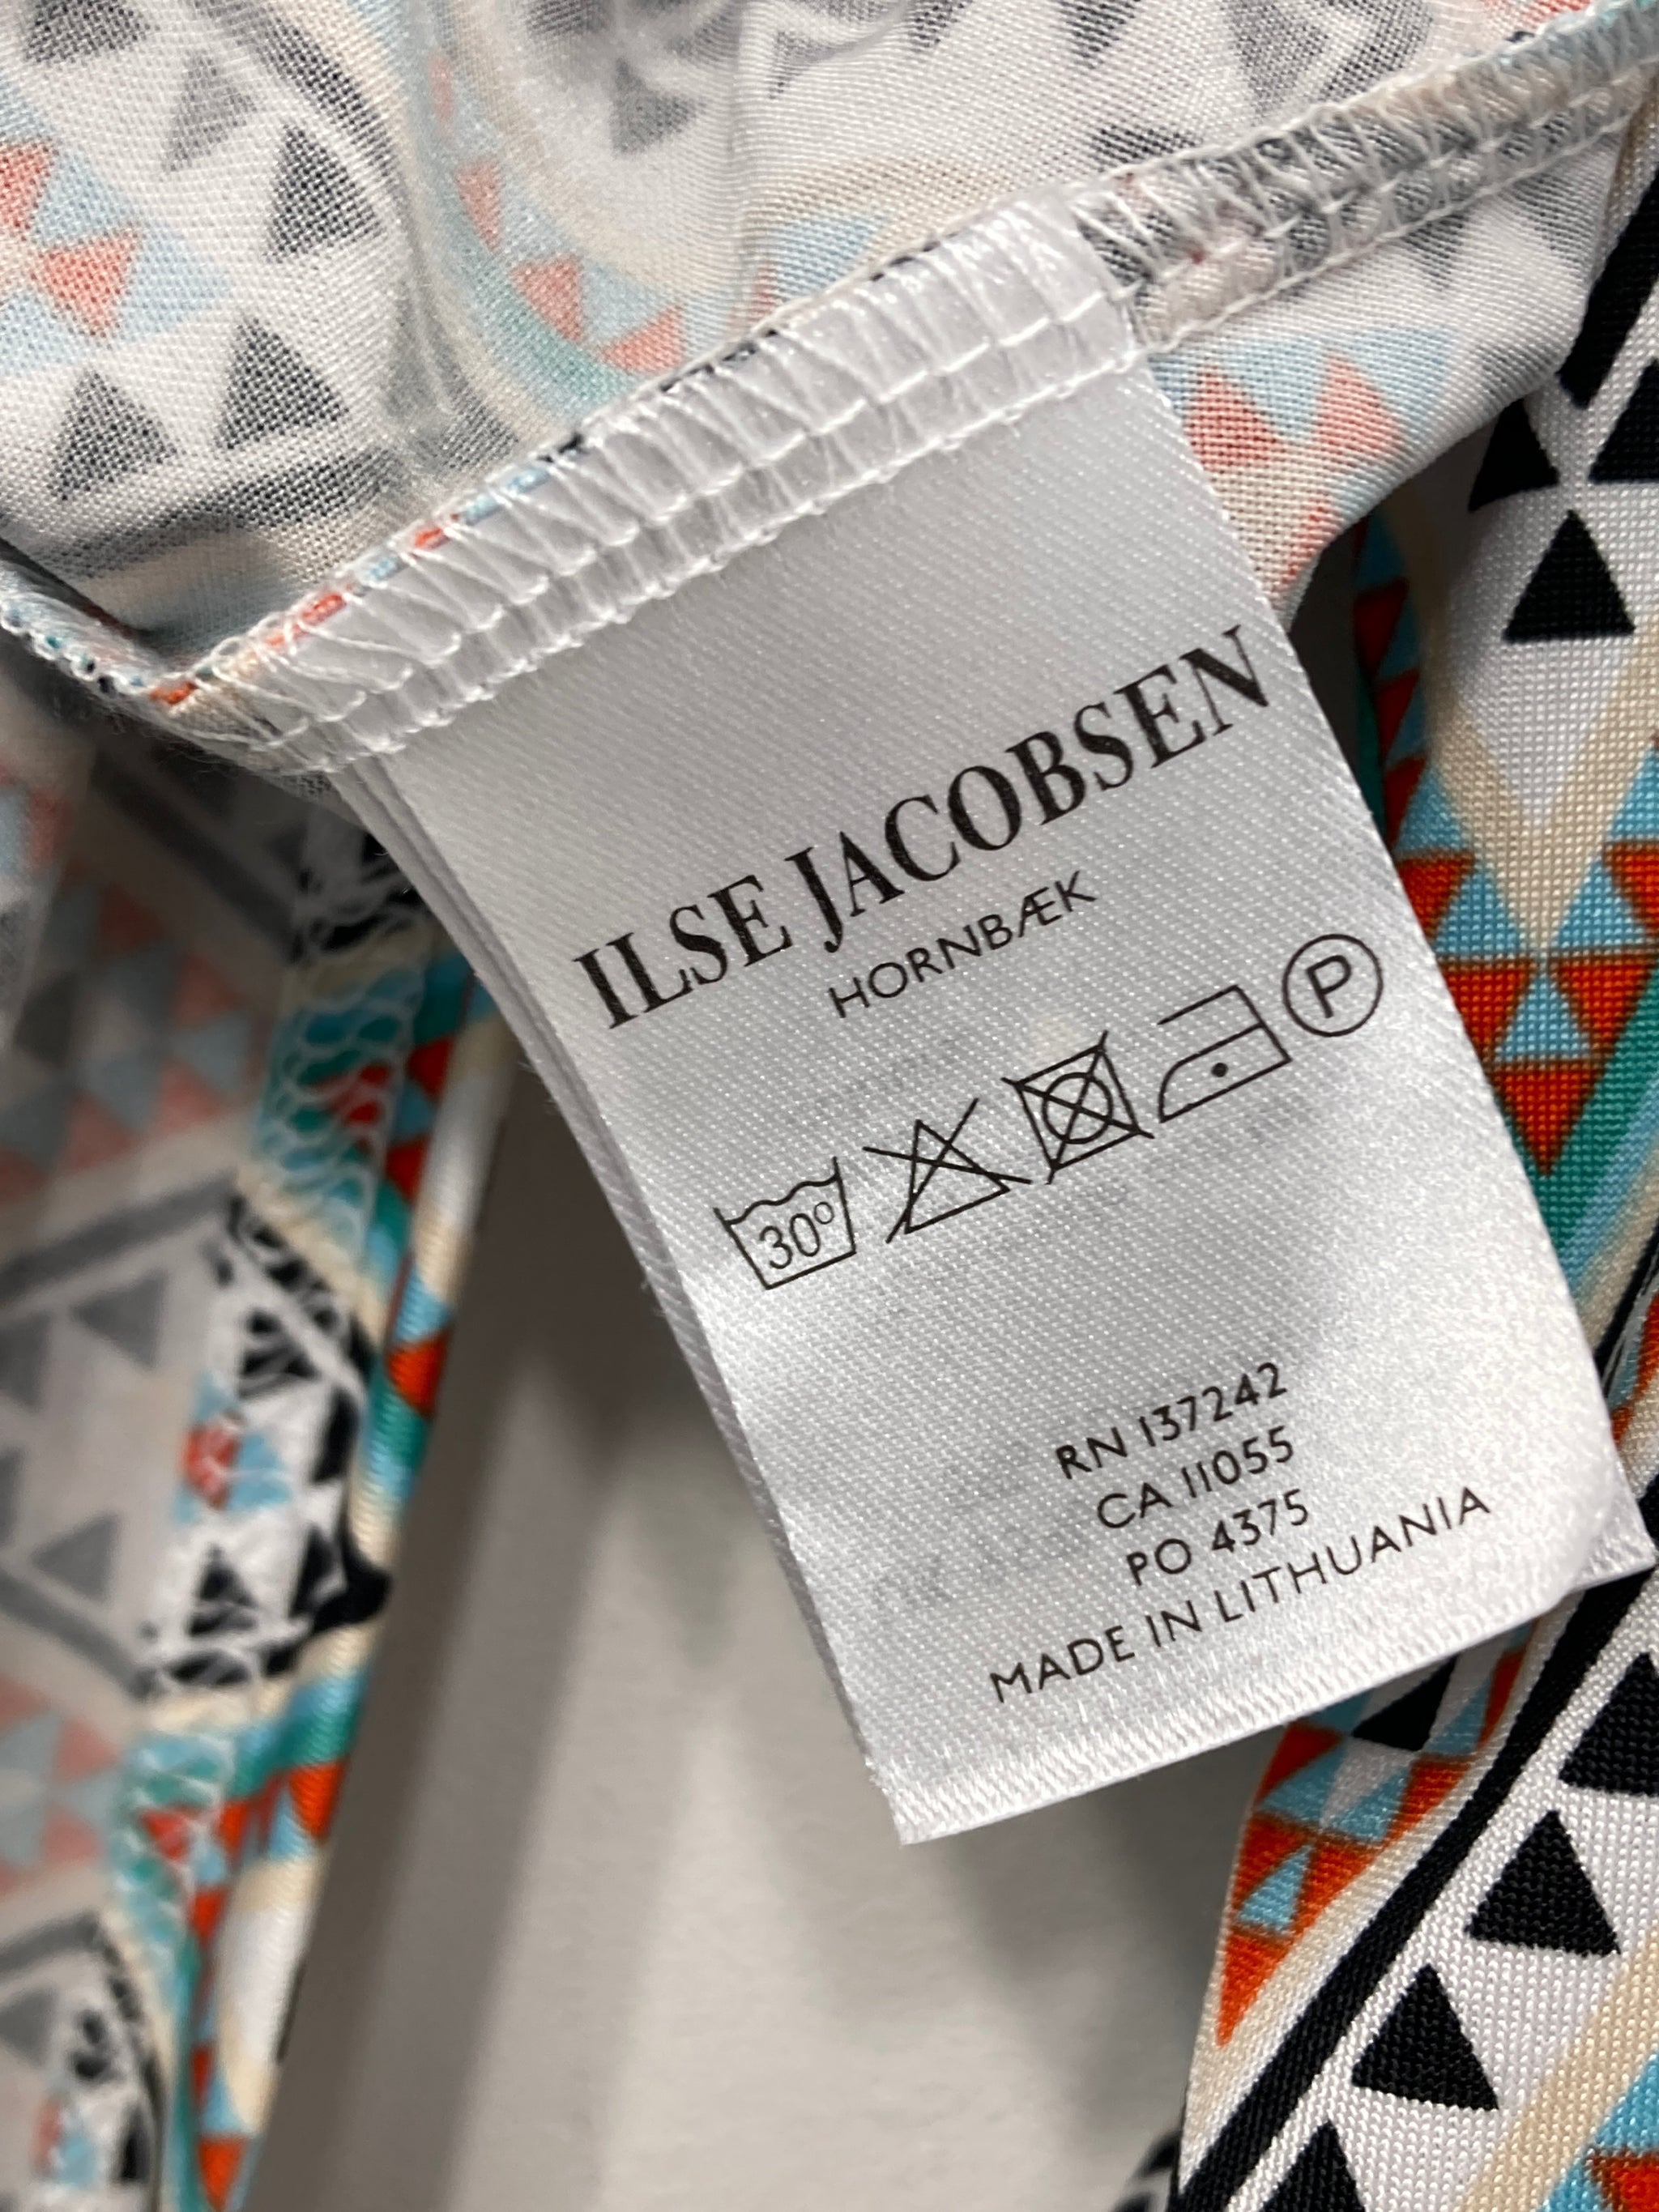 ILSE JACOBSEN
HORNBÆK
30° P
RN 137242
CA 11055
PO 4375
MADE IN LITHUANIA